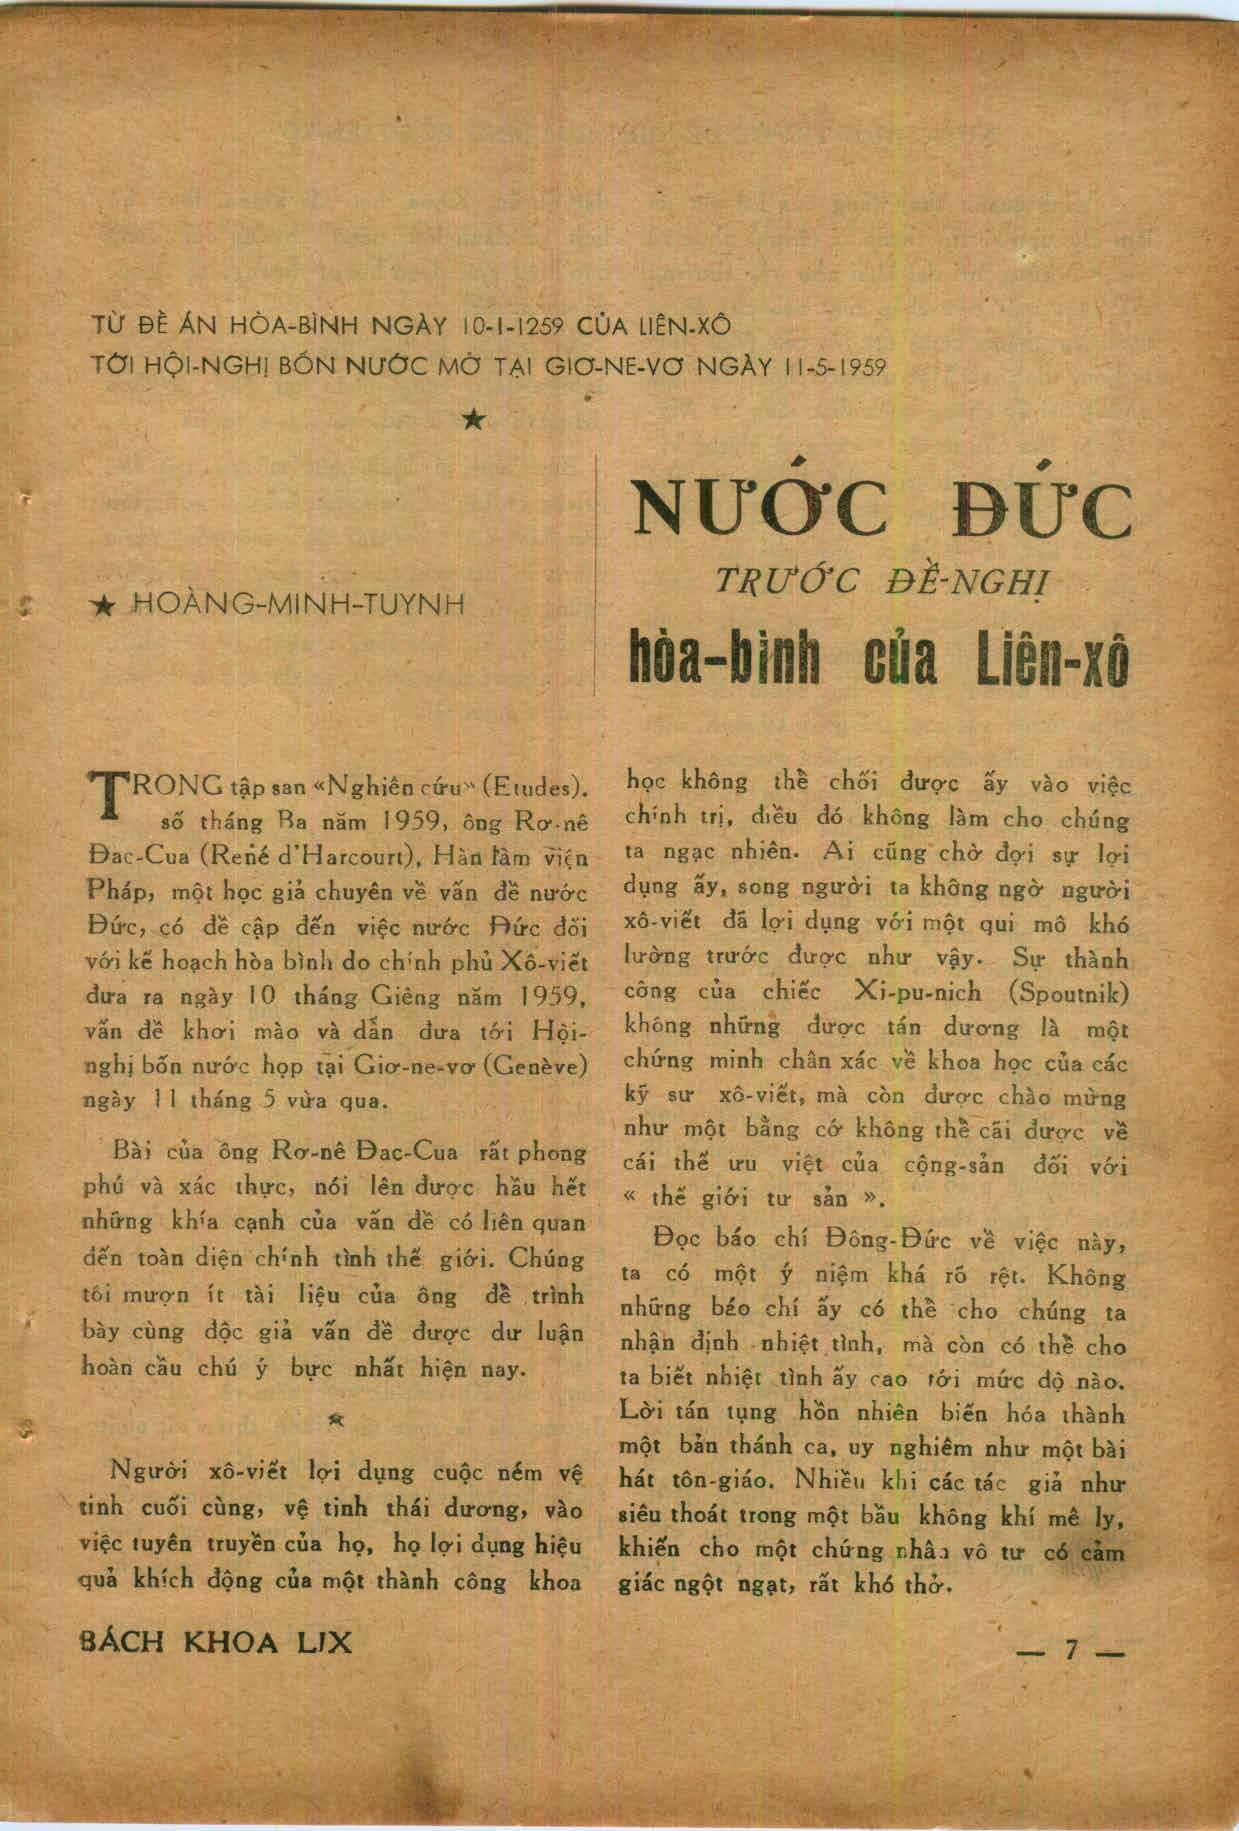 TỪ ĐỀ ÁN HÒA-BÌNH NGÀY 10-1-1259 CỦA LIÊN-XÔ
TỚI HỘI-NGHỊ BỐN NƯỚC MỞ TẠI GIƠ-NE-VƠ NGÀY 11-5-1959
★
★ HOÀNG-MINH-TUYNH
NƯỚC ĐỨC
TRƯỚC ĐỀ-NGHỊ
hòa-bình của Liên-xô
TRONG tập san «Nghiên cứu» (Etudes),
số tháng Ba năm 1959, ông Rơ-nê
Đac-Cua (René d'Harcourt), Hàn lâm viện
Pháp, một học giả chuyên về vấn đề nước
Đức, có đề cập đến việc nước Đức đối
với kế hoạch hòa bình do chính phủ Xô-viết
đưa ra ngày 10 tháng Giêng năm 1959,
vấn đề khơi mào và dẫn đưa tới Hội-
nghị bốn nước họp tại Giơ-ne-vơ (Genève)
ngày 11 tháng 5 vừa qua.
Bài của ông Rơ-nê Đac-Cua rất phong
phú và xác thực, nói lên được hầu hết
những khía cạnh của vấn đề có liên quan
đến toàn diện chính tình thế giới. Chúng
tôi mượn ít tài liệu của ông để trình
bày cùng độc giả vấn đề được dư luận
hoàn cầu chú ý bực nhất hiện nay.
★
Người xô-viết lợi dụng cuộc ném vệ
tinh cuối cùng, vệ tinh thái dương, vào
việc tuyên truyền của họ, họ lợi dụng hiệu
quả khích động của một thành công khoa
học không thể chối được ấy vào việc
chính trị, điều đó không làm cho chúng
ta ngạc nhiên. Ai cũng chờ đợi sự lợi
dụng ấy, song người ta không ngờ người
xô-viết đã lợi dụng với một qui mô khó
lường trước được như vậy. Sự thành
công của chiếc Xi-pu-nich (Spoutnik)
không những được tán dương là một
chứng minh chân xác về khoa học của các
kỹ sư xô-viết, mà còn được chào mừng
như một bằng cớ không thể cãi được về
cái thế ưu việt của cộng-sản đối với
« thế giới tư sản ».
Đọc báo chí Đông-Đức về việc này,
ta có một ý niệm khá rõ rệt. Không
những báo chí ấy có thể cho chúng ta
nhận định nhiệt tình, mà còn có thể cho
ta biết nhiệt tình ấy cao tới mức độ nào.
Lời tán tụng hồn nhiên biến hóa thành
một bản thánh ca, uy nghiêm như một bài
hát tôn-giáo. Nhiều khi các tác giả như
siêu thoát trong một bầu không khí mê ly,
khiến cho một chứng nhân vô tư có cảm
giác ngột ngạt, rất khó thở.
BÁCH KHOA LIX
— 7 —